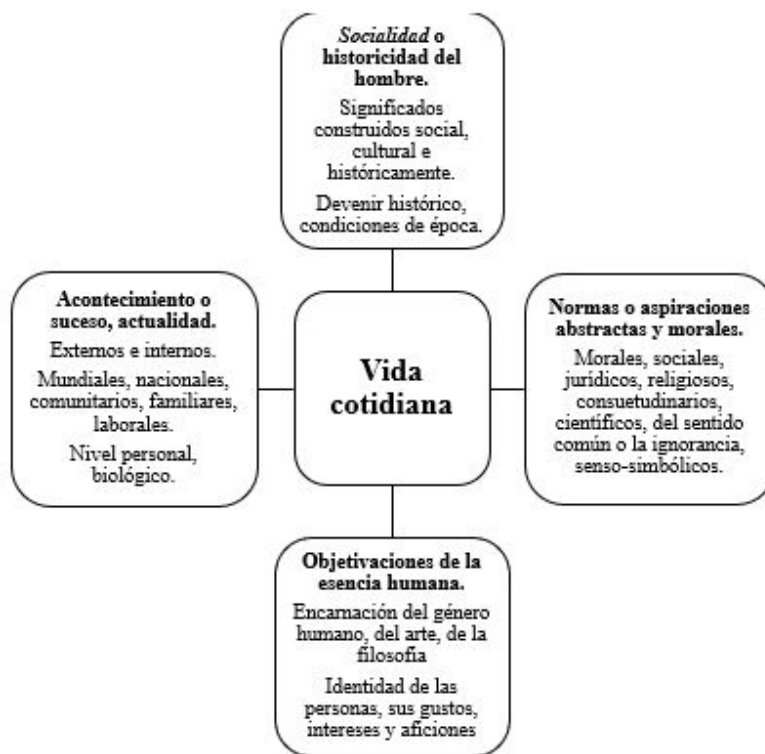 Socialidad o
historicidad del
hombre.
Significados
construidos social,
cultural e
históricamente.
Devenir histórico,
condiciones de época.
Acontecimiento o
suceso, actualidad.
Externos e internos.
Mundiales, nacionales,
comunitarios, familiares,
laborales.
Nivel personal,
biológico.
Vida
cotidiana
Normas o aspiraciones
abstractas y morales.
Morales, sociales,
jurídicos, religiosos,
consuetudinarios,
científicos, del sentido
común o la ignorancia,
senso-simbólicos.
Objetivaciones de la
esencia humana.
Encarnación del género
humano, del arte, de la
filosofía
Identidad de las
personas, sus gustos,
intereses y aficiones